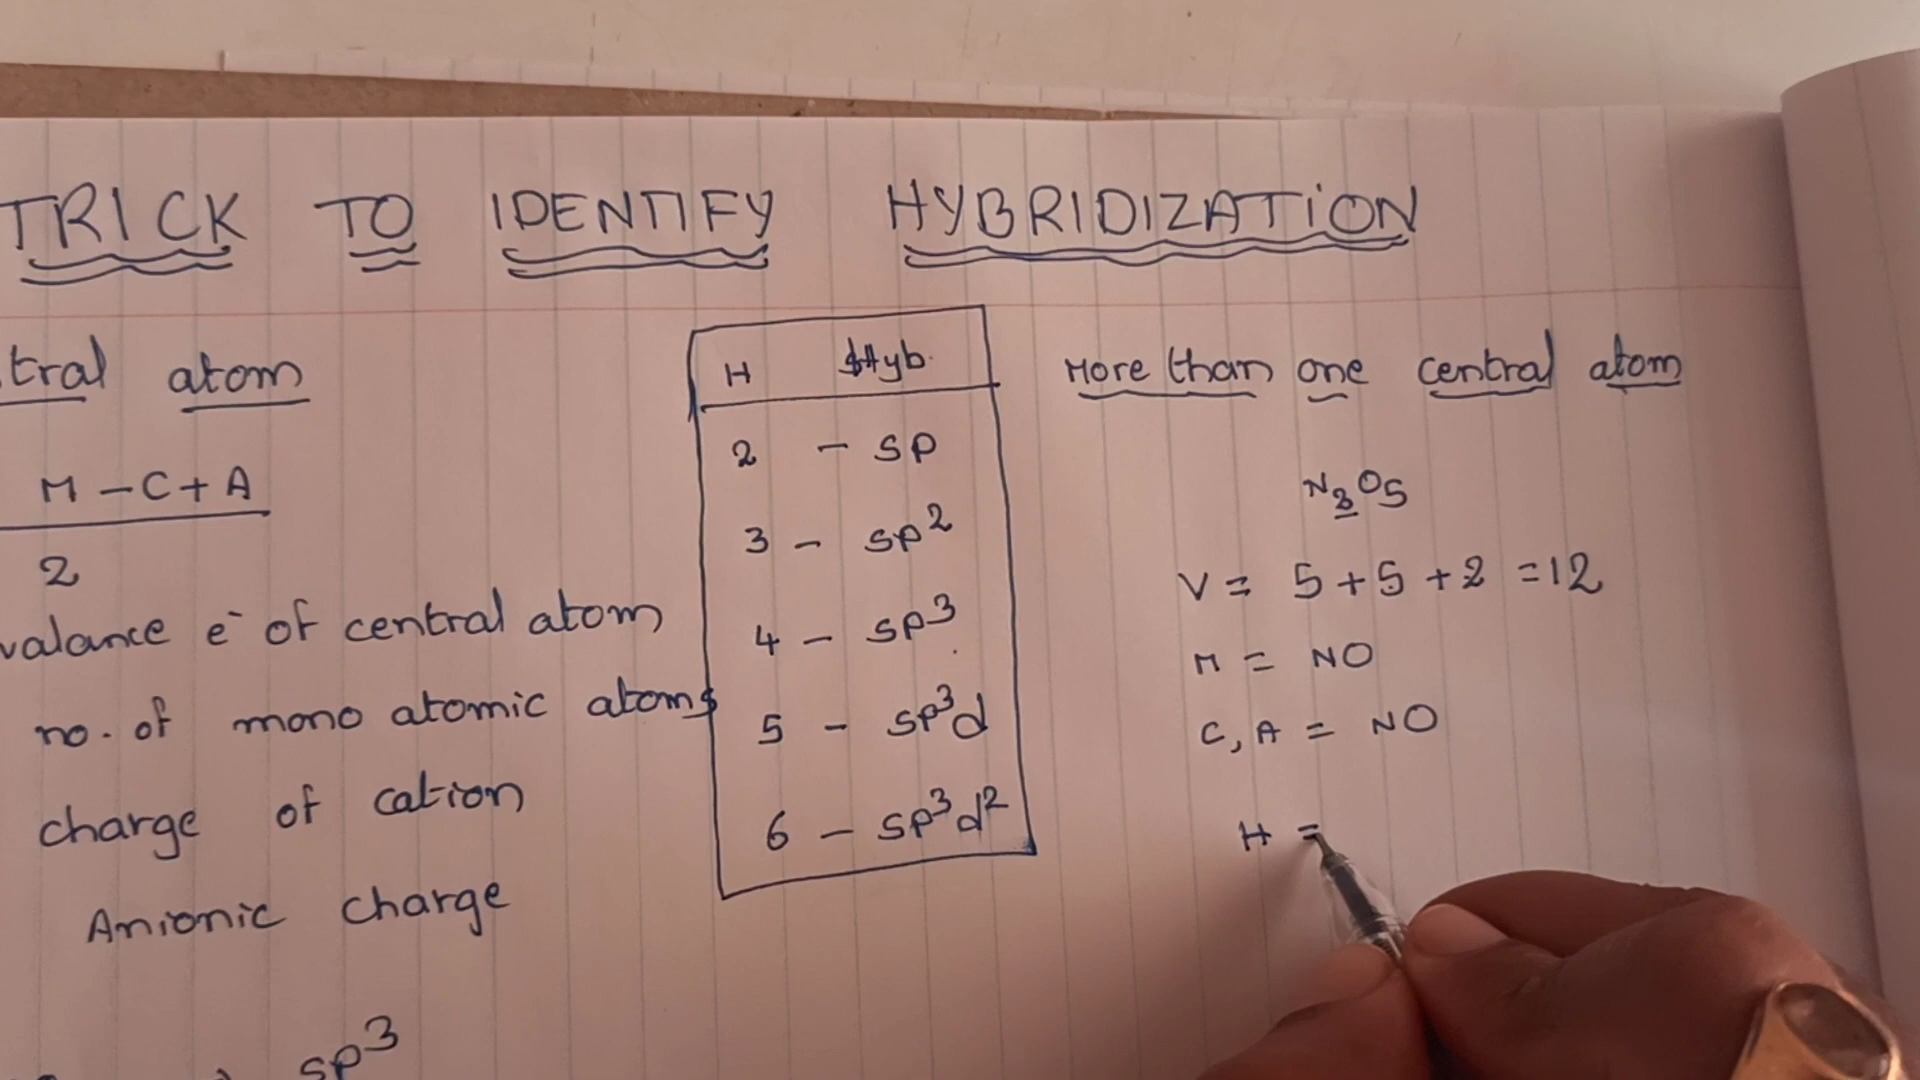 TRICK TO IDENTIFY HYBRIDIZATION
tral atom
M - C + A
2
valance e⁻ of central atom
no. of mono atomic atoms
charge of cation
Anionic charge
sp³
H Hyb.
2 - sp
3 - sp²
4 - sp³
5 - sp³d
6 - sp³d²
More than one central atom
N₂O₅
V = 5 + 5 + 2 = 12
M = NO
C, A = NO
H =